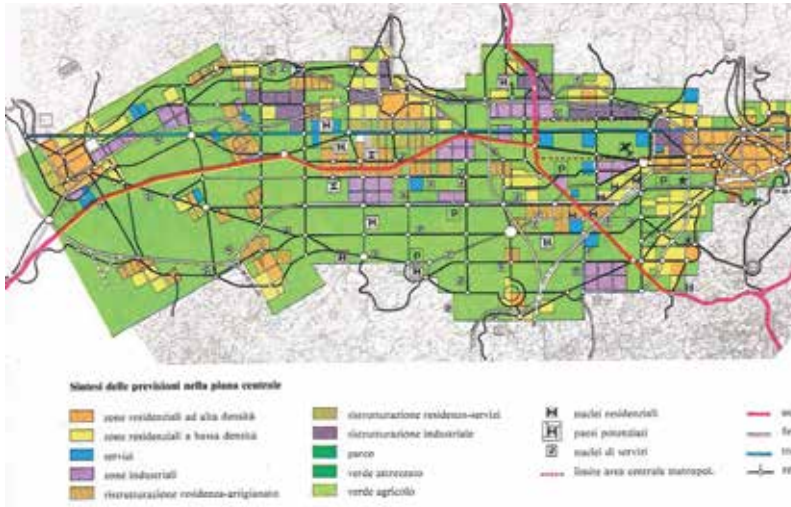 Sintesi delle previsioni nella piana centrale
zone residenziali ad alta densità
zone residenziali a bassa densità
servizi
zone industriali
ristrutturazione residenza-artigianato
ristrutturazione residenza-servizi
ristrutturazione industriale
parco
verde attrezzato
verde agricolo
nuclei residenziali
paesi potenziati
nuclei di servizi
limite area centrale metropol.